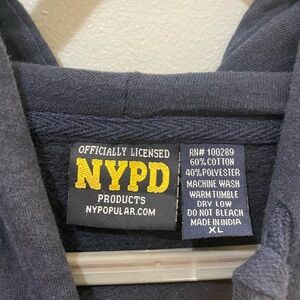 OFFICIALLY LICENSED
NYPD
PRODUCTS
NYPOPULAR.COM
RN# 100289
60% COTTON
40% POLYESTER
MACHINE WASH
WARM TUMBLE
DRY LOW
DO NOT BLEACH
MADE IN INDIA
XL